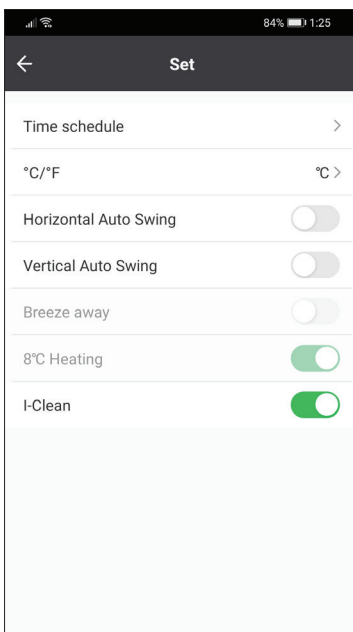 84% 1:25
Set
Time schedule
°C/°F ℃
Horizontal Auto Swing
Vertical Auto Swing
Breeze away
8℃ Heating
I-Clean